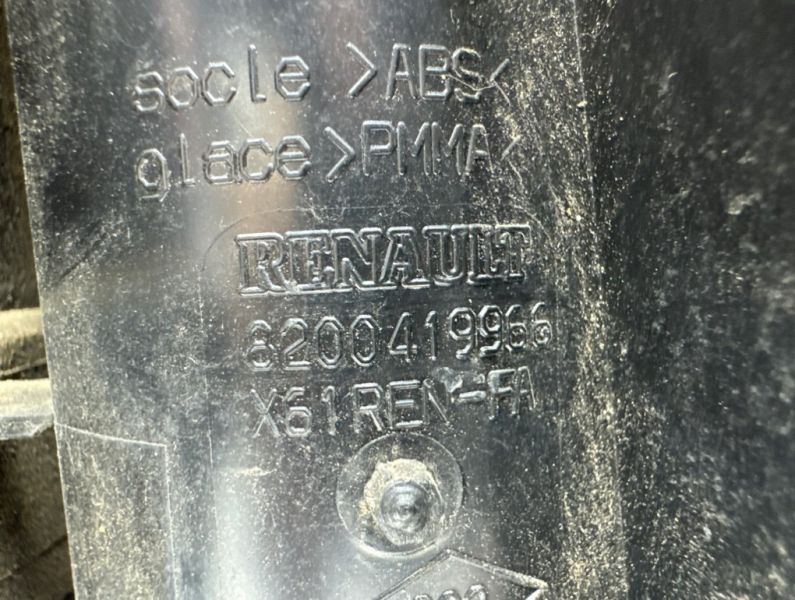 socle >ABS<
glace >PMMA<
RENAULT
8200419966
X61REN-FA